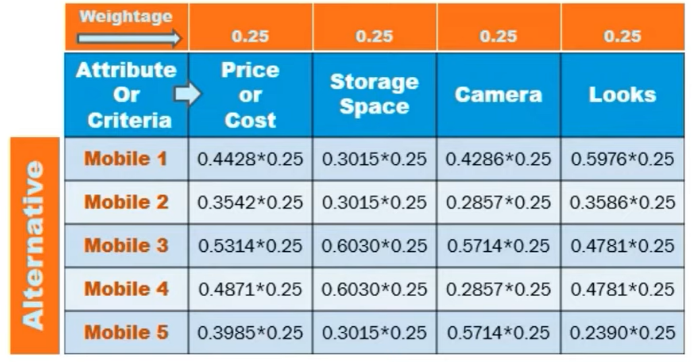 Weightage 0.25 0.25 0.25 0.25
Attribute Or Criteria Price or Cost Storage Space Camera Looks
Alternative
Mobile 1 0.4428*0.25 0.3015*0.25 0.4286*0.25 0.5976*0.25
Mobile 2 0.3542*0.25 0.3015*0.25 0.2857*0.25 0.3586*0.25
Mobile 3 0.5314*0.25 0.6030*0.25 0.5714*0.25 0.4781*0.25
Mobile 4 0.4871*0.25 0.6030*0.25 0.2857*0.25 0.4781*0.25
Mobile 5 0.3985*0.25 0.3015*0.25 0.5714*0.25 0.2390*0.25